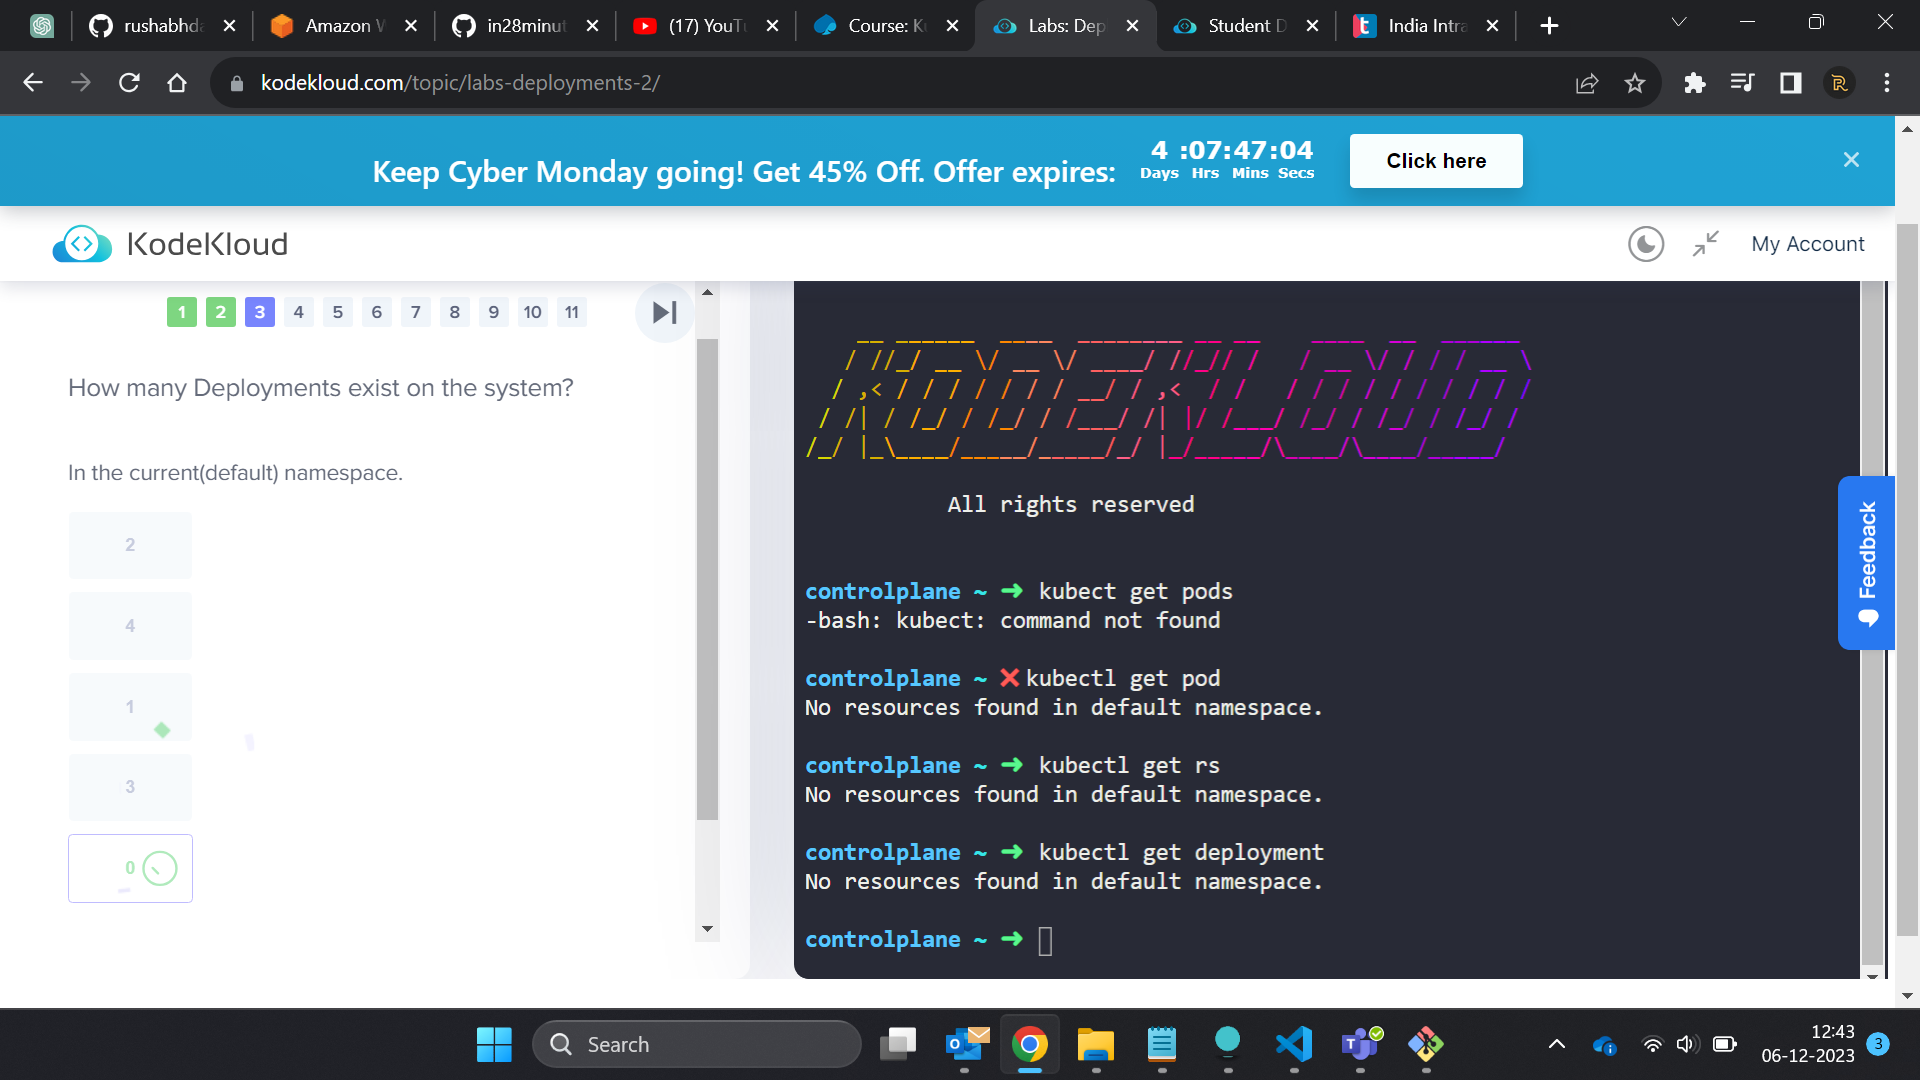 rushabhda
Amazon W
in28minut
(17) YouTu
Course: Ku
Labs: Dep
Student D
India Intra
kodekloud.com/topic/labs-deployments-2/
Keep Cyber Monday going! Get 45% Off. Offer expires:
4 :07:47:04
Days Hrs Mins Secs
Click here
KodeKloud
My Account
1 2 3 4 5 6 7 8 9 10 11
How many Deployments exist on the system?
In the current(default) namespace.
2
4
1
3
0
KODEKLOUD
All rights reserved
controlplane ~ ➜ kubect get pods
-bash: kubect: command not found
controlplane ~ ✖ kubectl get pod
No resources found in default namespace.
controlplane ~ ➜ kubectl get rs
No resources found in default namespace.
controlplane ~ ➜ kubectl get deployment
No resources found in default namespace.
controlplane ~ ➜
Feedback
Search
12:43
06-12-2023
3